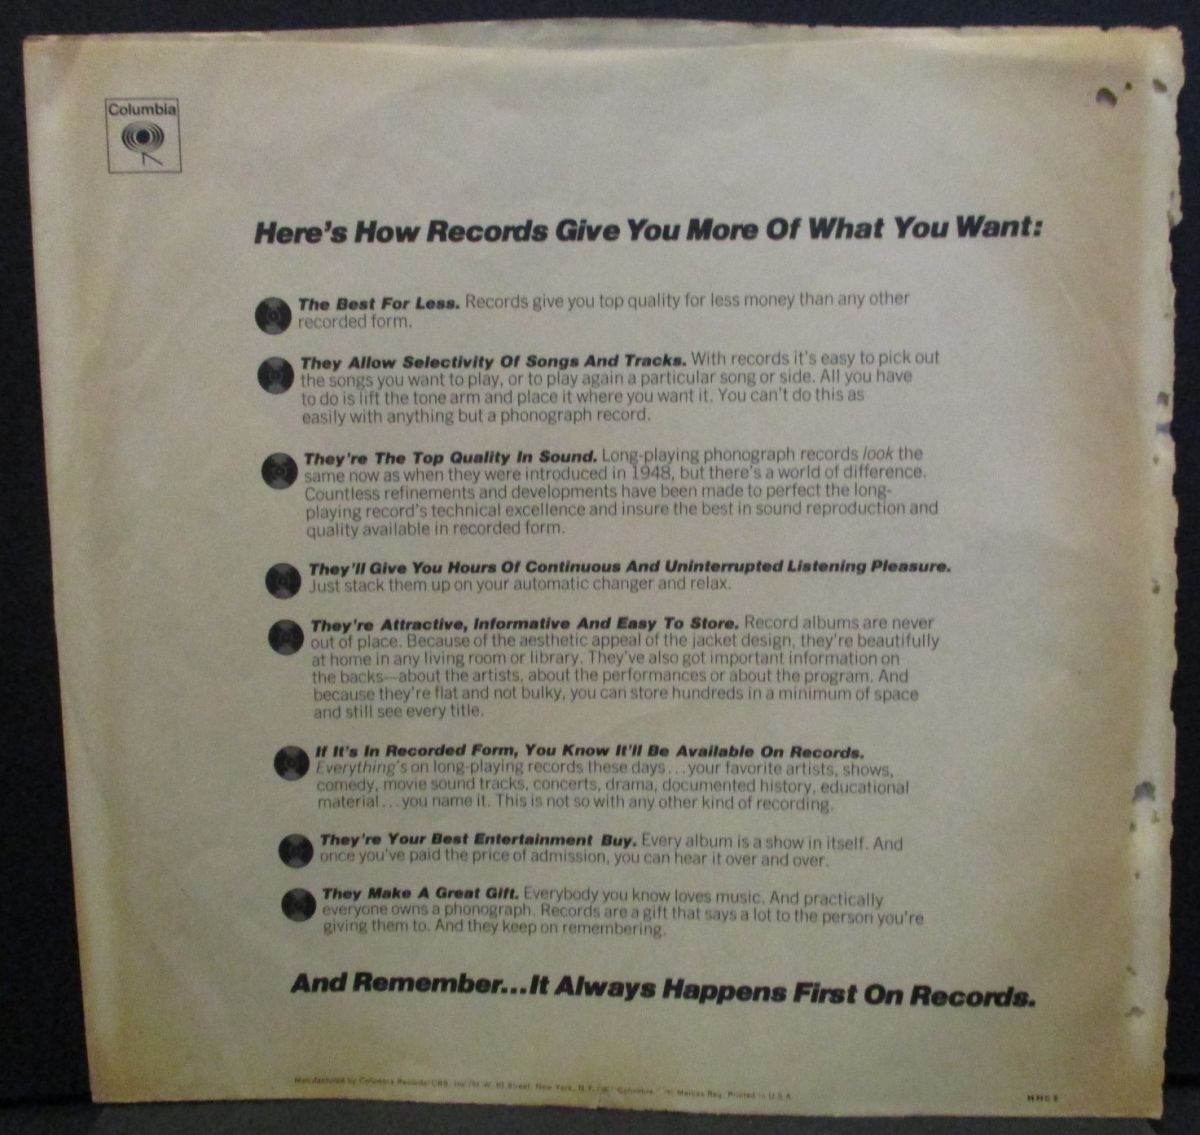 Columbia
Here's How Records Give You More Of What You Want:
The Best For Less. Records give you top quality for less money than any other
recorded form.
They Allow Selectivity Of Songs And Tracks. With records it's easy to pick out
the songs you want to play, or to play again a particular song or side. All you have
to do is lift the tone arm and place it where you want it. You can't do this as
easily with anything but a phonograph record.
They're The Top Quality In Sound. Long-playing phonograph records look the
same now as when they were introduced in 1948, but there's a world of difference.
Countless refinements and developments have been made to perfect the long-
playing record's technical excellence and insure the best in sound reproduction and
quality available in recorded form.
They'll Give You Hours Of Continuous And Uninterrupted Listening Pleasure.
Just stack them up on your automatic changer and relax.
They're Attractive, Informative And Easy To Store. Record albums are never
out of place. Because of the aesthetic appeal of the jacket design, they're beautifully
at home in any living room or library. They've also got important information on
the backs—about the artists, about the performances or about the program. And
because they're flat and not bulky, you can store hundreds in a minimum of space
and still see every title.
If It's In Recorded Form, You Know It'll Be Available On Records.
Everything's on long-playing records these days...your favorite artists, shows,
comedy, movie sound tracks, concerts, drama, documented history, educational
material...you name it. This is not so with any other kind of recording.
They're Your Best Entertainment Buy. Every album is a show in itself. And
once you've paid the price of admission, you can hear it over and over.
They Make A Great Gift. Everybody you know loves music. And practically
everyone owns a phonograph. Records are a gift that says a lot to the person you're
giving them to. And they keep on remembering.
And Remember...It Always Happens First On Records.
Manufactured by Columbia Records/CBS, Inc./51 W. 52 Street, New York, N.Y./ Columbia, Marcas Reg. Printed in U.S.A.